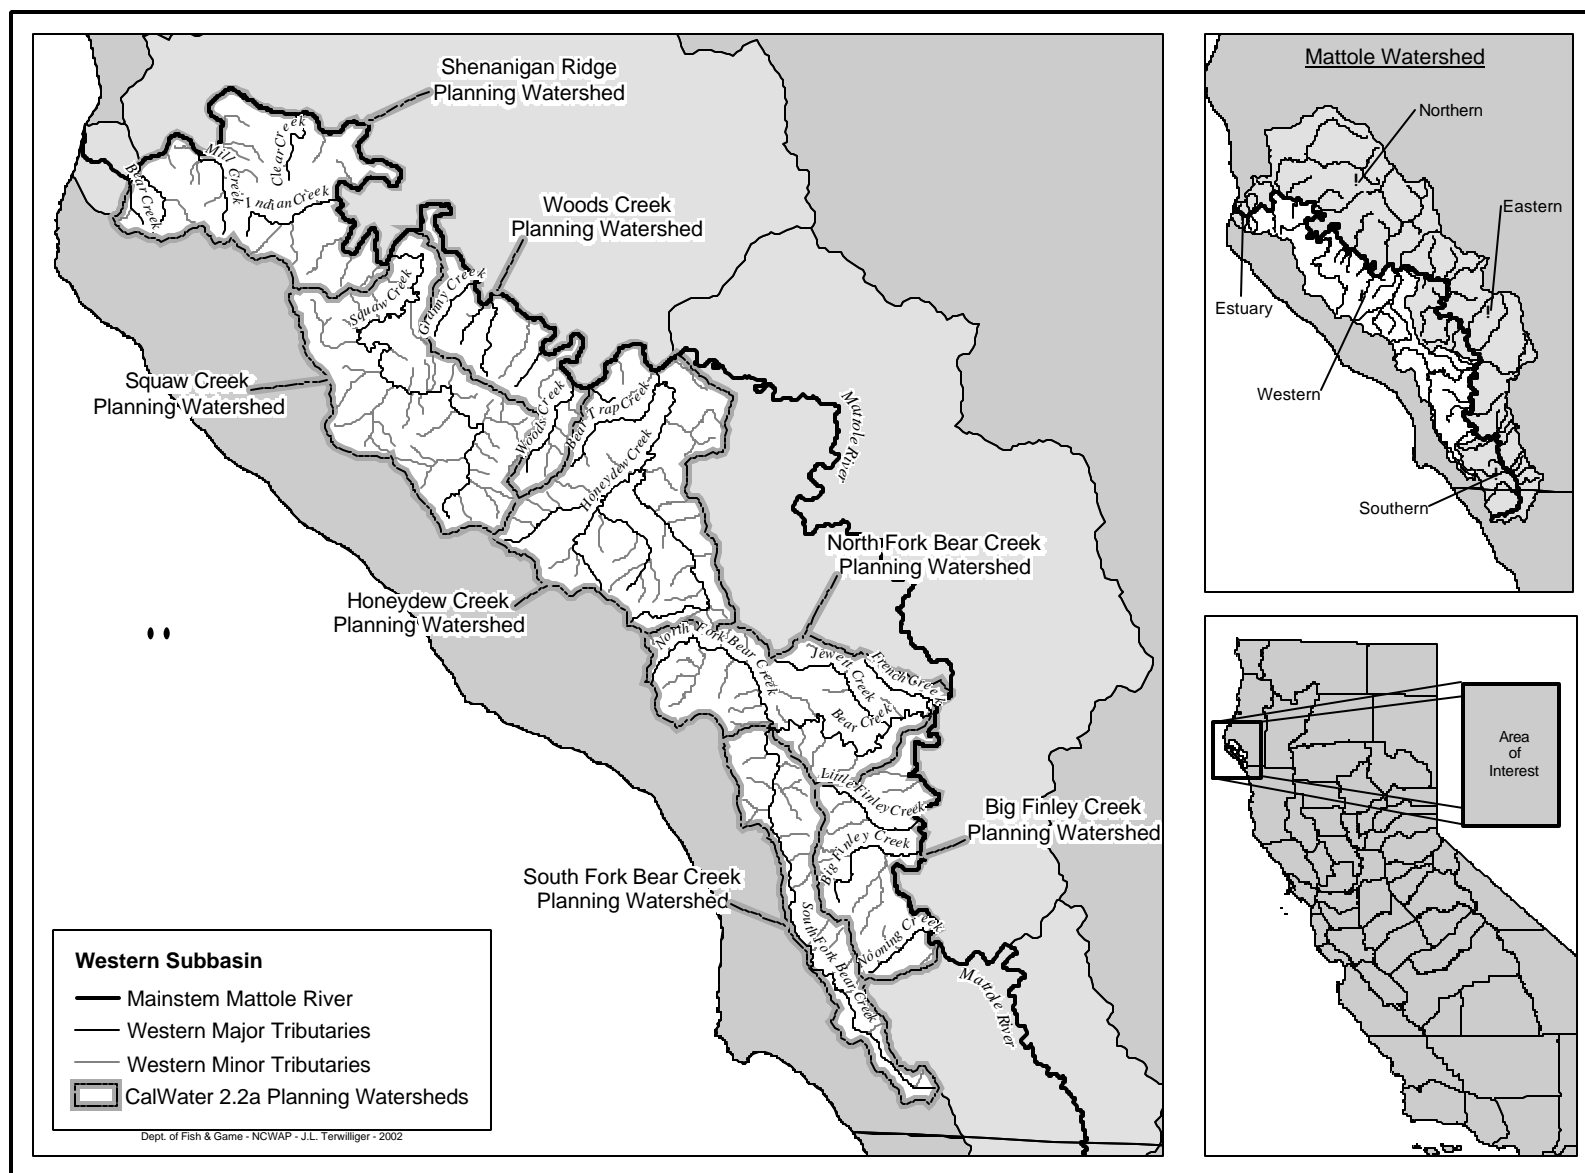 Shenanigan Ridge
Planning Watershed
Clear Creek
Mill Creek
Bear Creek
Indian Creek
Woods Creek
Planning Watershed
Squaw Creek
Granny Creek
Squaw Creek
Planning Watershed
Woods Creek
Bear Trap Creek
Honeydew Creek
Mattole River
Honeydew Creek
Planning Watershed
North Fork Bear Creek
Planning Watershed
North Fork Bear Creek
Jewett Creek
French Creek
Bear Creek
Little Finley Creek
Big Finley Creek
Planning Watershed
Big Finley Creek
South Fork Bear Creek
Planning Watershed
South Fork Bear Creek
Nooning Creek
Mattole River
Western Subbasin
Mainstem Mattole River
Western Major Tributaries
Western Minor Tributaries
CalWater 2.2a Planning Watersheds
Dept. of Fish & Game - NCWAP - J.L. Terwilliger - 2002
Mattole Watershed
Northern
Eastern
Estuary
Western
Southern
Area
of
Interest